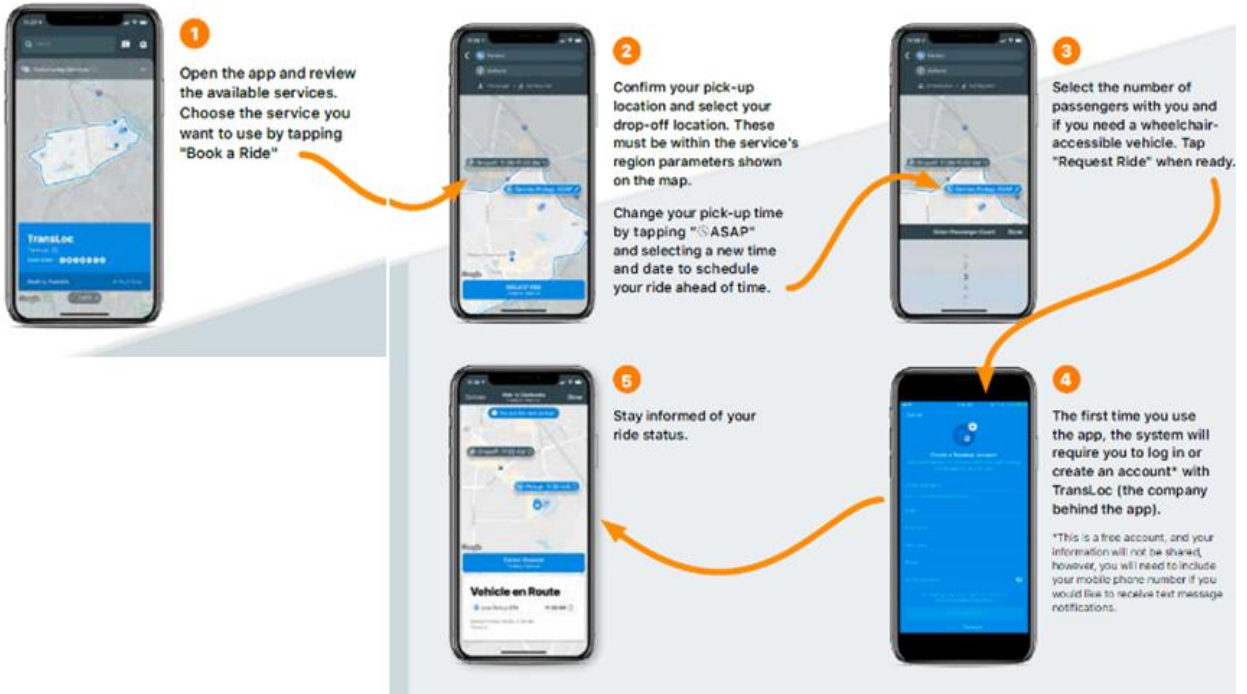 1
Open the app and review
the available services.
Choose the service you
want to use by tapping
"Book a Ride"
TransLoc
2
Confirm your pick-up
location and select your
drop-off location. These
must be within the service's
region parameters shown
on the map.
Change your pick-up time
by tapping "ASAP"
and selecting a new time
and date to schedule
your ride ahead of time.
3
Select the number of
passengers with you and
if you need a wheelchair-
accessible vehicle. Tap
"Request Ride" when ready.
4
The first time you use
the app, the system will
require you to log in or
create an account* with
TransLoc (the company
behind the app).
*This is a free account, and your
information will not be shared,
however, you will need to include
your mobile phone number if you
would like to receive text message
notifications.
5
Stay informed of your
ride status.
Vehicle en Route